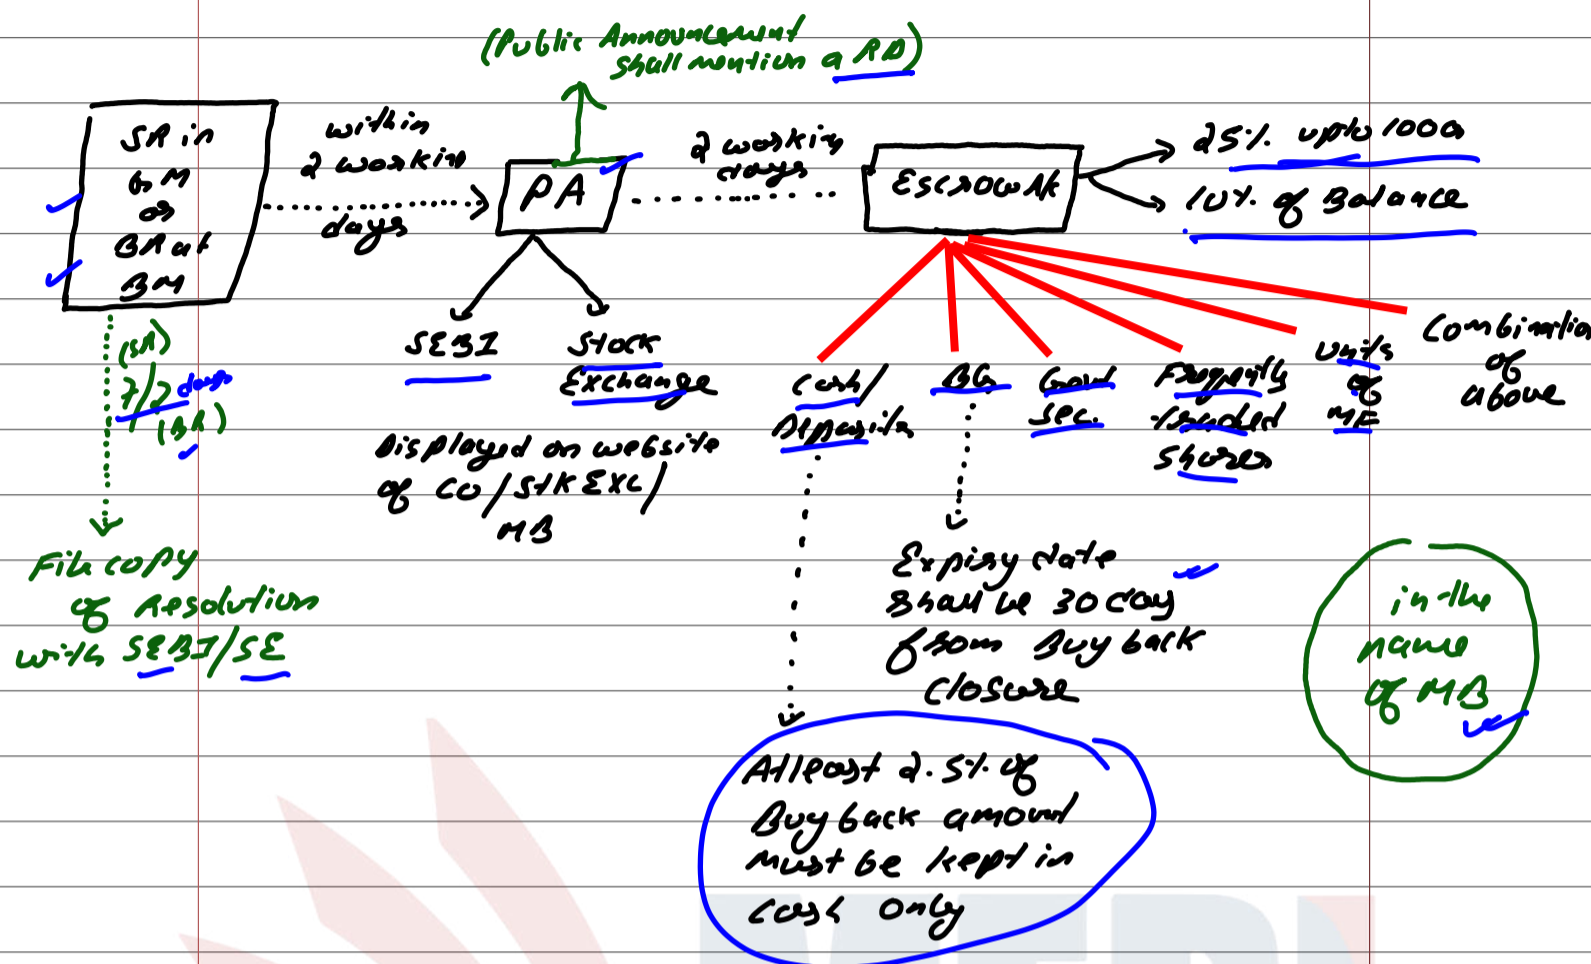 (Public Announcement
shall mention a RD)
SR in
GM
or
BR at
BM
within
2 working
days
PA
2 working
days
Escrow A/c
25% upto 100cr
10% of Balance
(SR)
7/2 days
(BR)
File copy
of Resolution
with SEBI/SE
SEBI
Stock
Exchange
Displayed on website
of CO/StK EXC/
MB
Cash/
Deposits
BG
Govt
Sec.
Frequently
traded
Shares
Units
of
MF
Combination
of
above
Expiry date
shall be 30 day
from Buy back
closure
in the
name
of MB
Atleast 2.5% of
Buy back amount
must be kept in
cash only